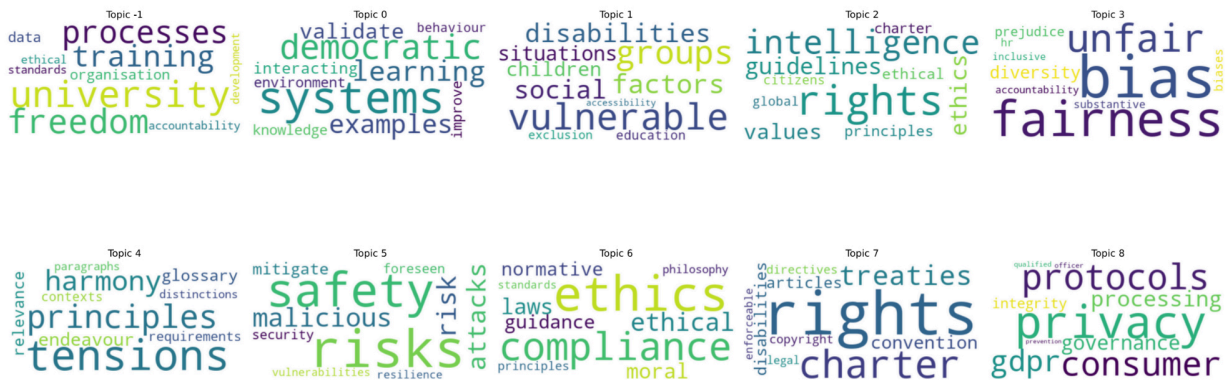 Topic -1
data
processes
ethical
training
standards
organisation
development
university
freedom
accountability
Topic 0
validate
behaviour
democratic
interacting
learning
environment
systems
improve
knowledge
examples
Topic 1
disabilities
situations
groups
children
social
factors
accessibility
vulnerable
exclusion
education
Topic 2
charter
intelligence
guidelines
citizens
ethical
ethics
global
rights
values
principles
Topic 3
prejudice
hr
unfair
inclusive
diversity
bias
biases
accountability
substantive
fairness
Topic 4
paragraphs
harmony
glossary
relevance
contexts
distinctions
principles
endeavour
requirements
tensions
Topic 5
mitigate
foreseen
safety
risk
attacks
malicious
security
risks
vulnerabilities
resilience
Topic 6
normative
philosophy
standards
ethics
laws
guidance
ethical
compliance
principles
moral
Topic 7
directives
treaties
articles
disabilities
enforceable
rights
copyright
convention
legal
charter
Topic 8
qualified
officer
protocols
integrity
processing
privacy
prevention
governance
gdpr
consumer